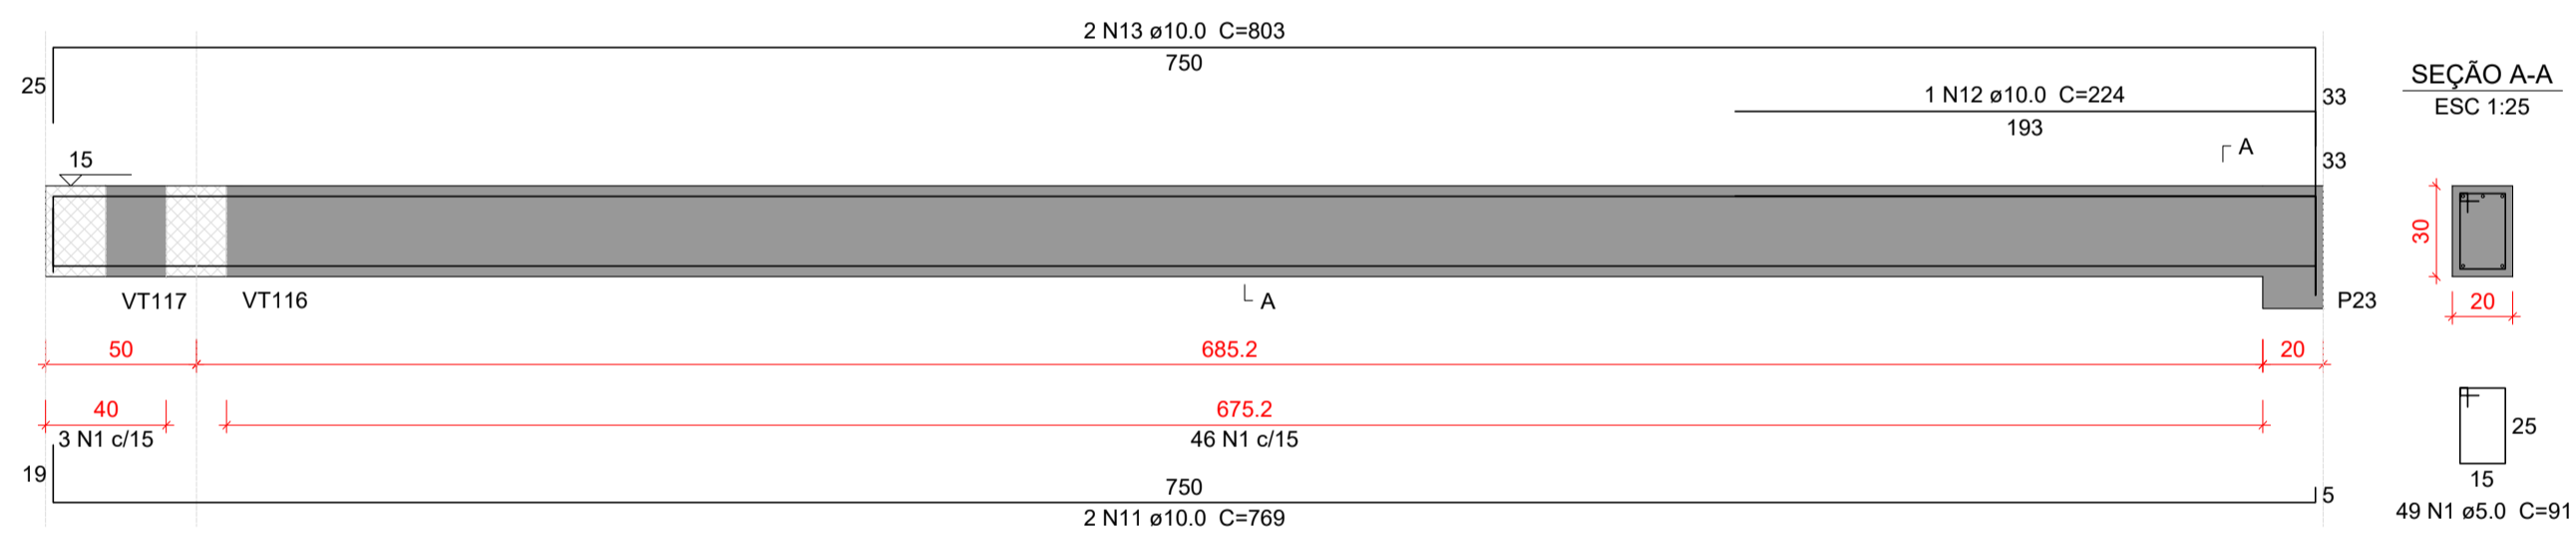 2 N13 ø10.0  C=803
750
25
33
1 N12 ø10.0  C=224
193
33
15
A
VT117
VT116
A
P23
50
685.2
20
40
675.2
3 N1 c/15
46 N1 c/15
19
750
5
2 N11 ø10.0  C=769
SEÇÃO A-A
ESC 1:25
30
20
25
15
49 N1 ø5.0  C=91